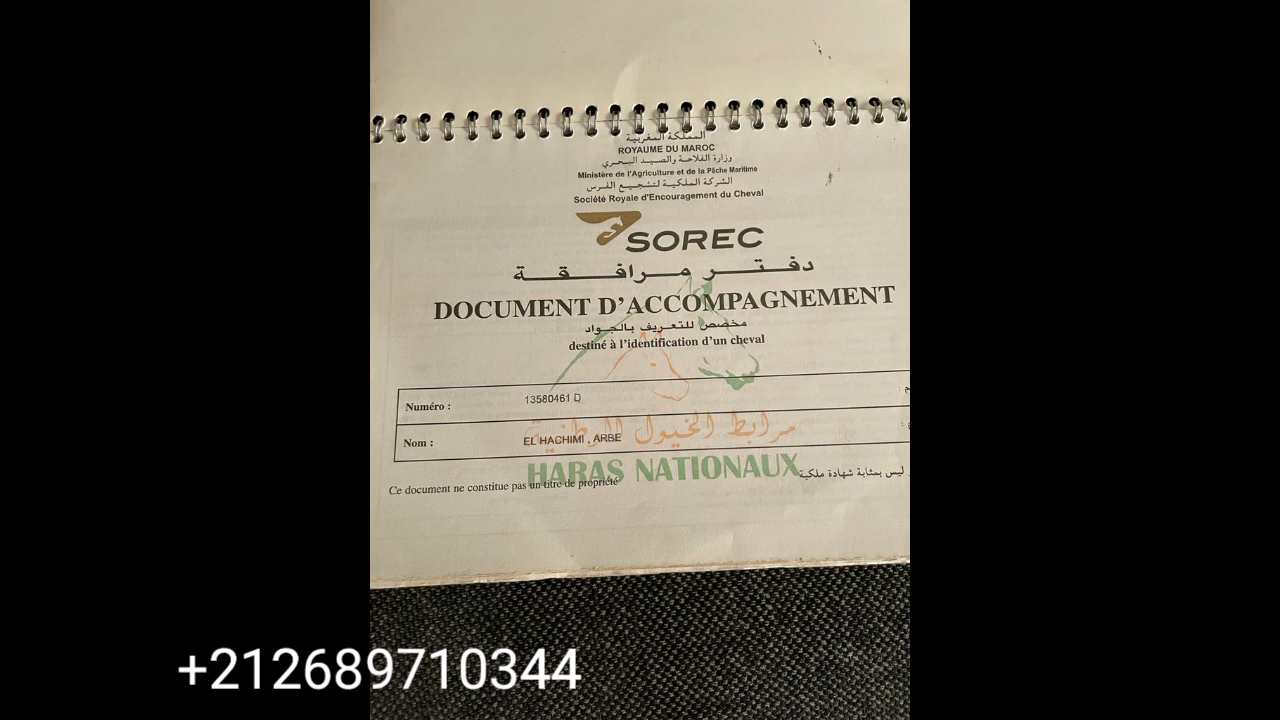 المملكة المغربية
ROYAUME DU MAROC
وزارة الفلاحة والصيد البحري
Ministère de l'Agriculture et de la Pêche Maritime
الشركة الملكية لتشجيع الفرس
Société Royale d'Encouragement du Cheval
SOREC
دفتر مرافقة
DOCUMENT D'ACCOMPAGNEMENT
مخصص للتعريف بالجواد
destiné à l'identification d'un cheval
Numéro : 13580461 D
Nom : EL HACHIMI , ARBE
مرابط الخيول الوطنية
HARAS NATIONAUX
Ce document ne constitue pas un titre de propriété
ليس بمثابة شهادة ملكية
+212689710344